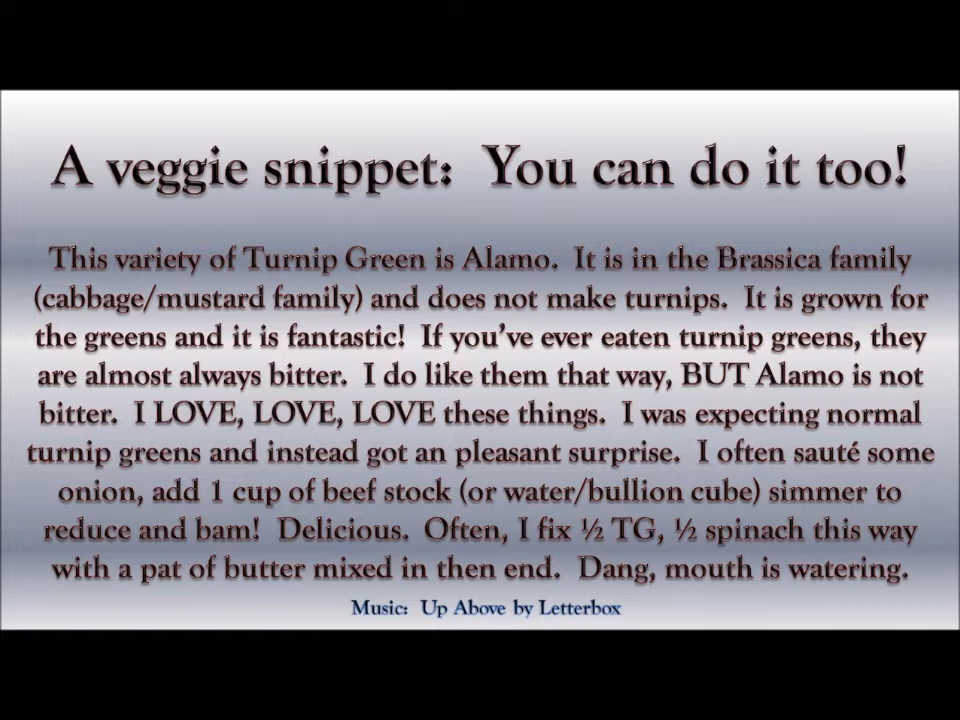 A veggie snippet: You can do it too!
This variety of Turnip Green is Alamo. It is in the Brassica family
(cabbage/mustard family) and does not make turnips. It is grown for
the greens and it is fantastic! If you've ever eaten turnip greens, they
are almost always bitter. I do like them that way, BUT Alamo is not
bitter. I LOVE, LOVE, LOVE these things. I was expecting normal
turnip greens and instead got an pleasant surprise. I often sauté some
onion, add 1 cup of beef stock (or water/bullion cube) simmer to
reduce and bam! Delicious. Often, I fix ½ TG, ½ spinach this way
with a pat of butter mixed in then end. Dang, mouth is watering.
Music: Up Above by Letterbox